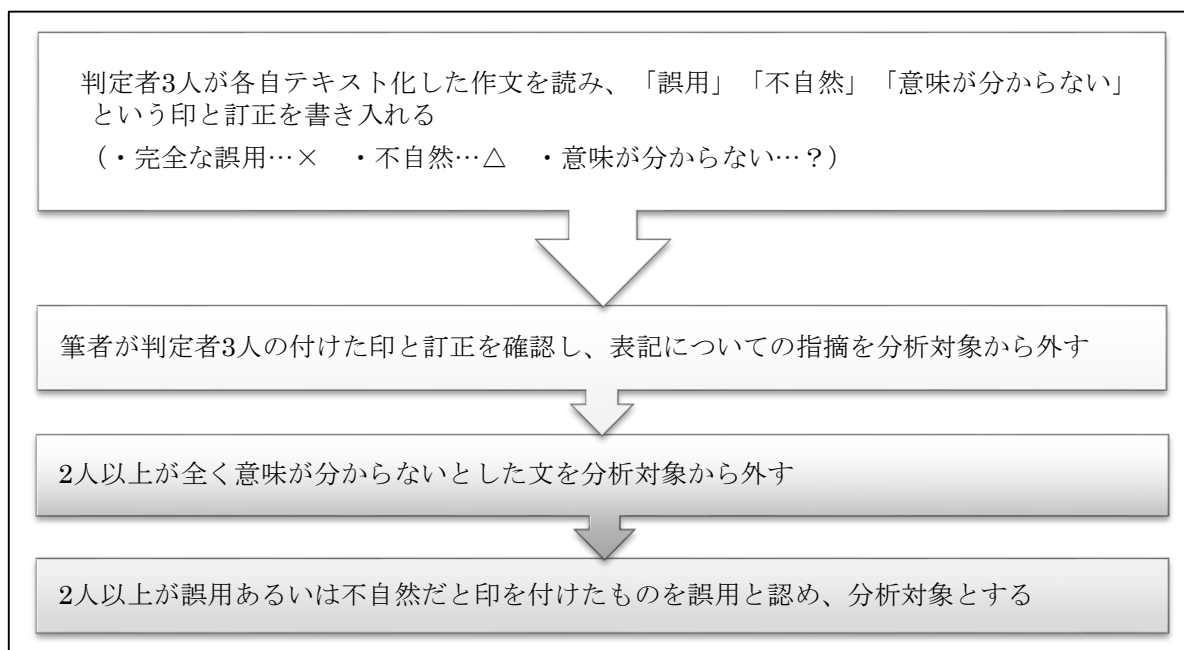 判定者3人が各自テキスト化した作文を読み、「誤用」「不自然」「意味が分からない」
という印と訂正を書き入れる
（・完全な誤用…×　・不自然…△　・意味が分からない…？）
筆者が判定者3人の付けた印と訂正を確認し、表記についての指摘を分析対象から外す
2人以上が全く意味が分からないとした文を分析対象から外す
2人以上が誤用あるいは不自然だと印を付けたものを誤用と認め、分析対象とする